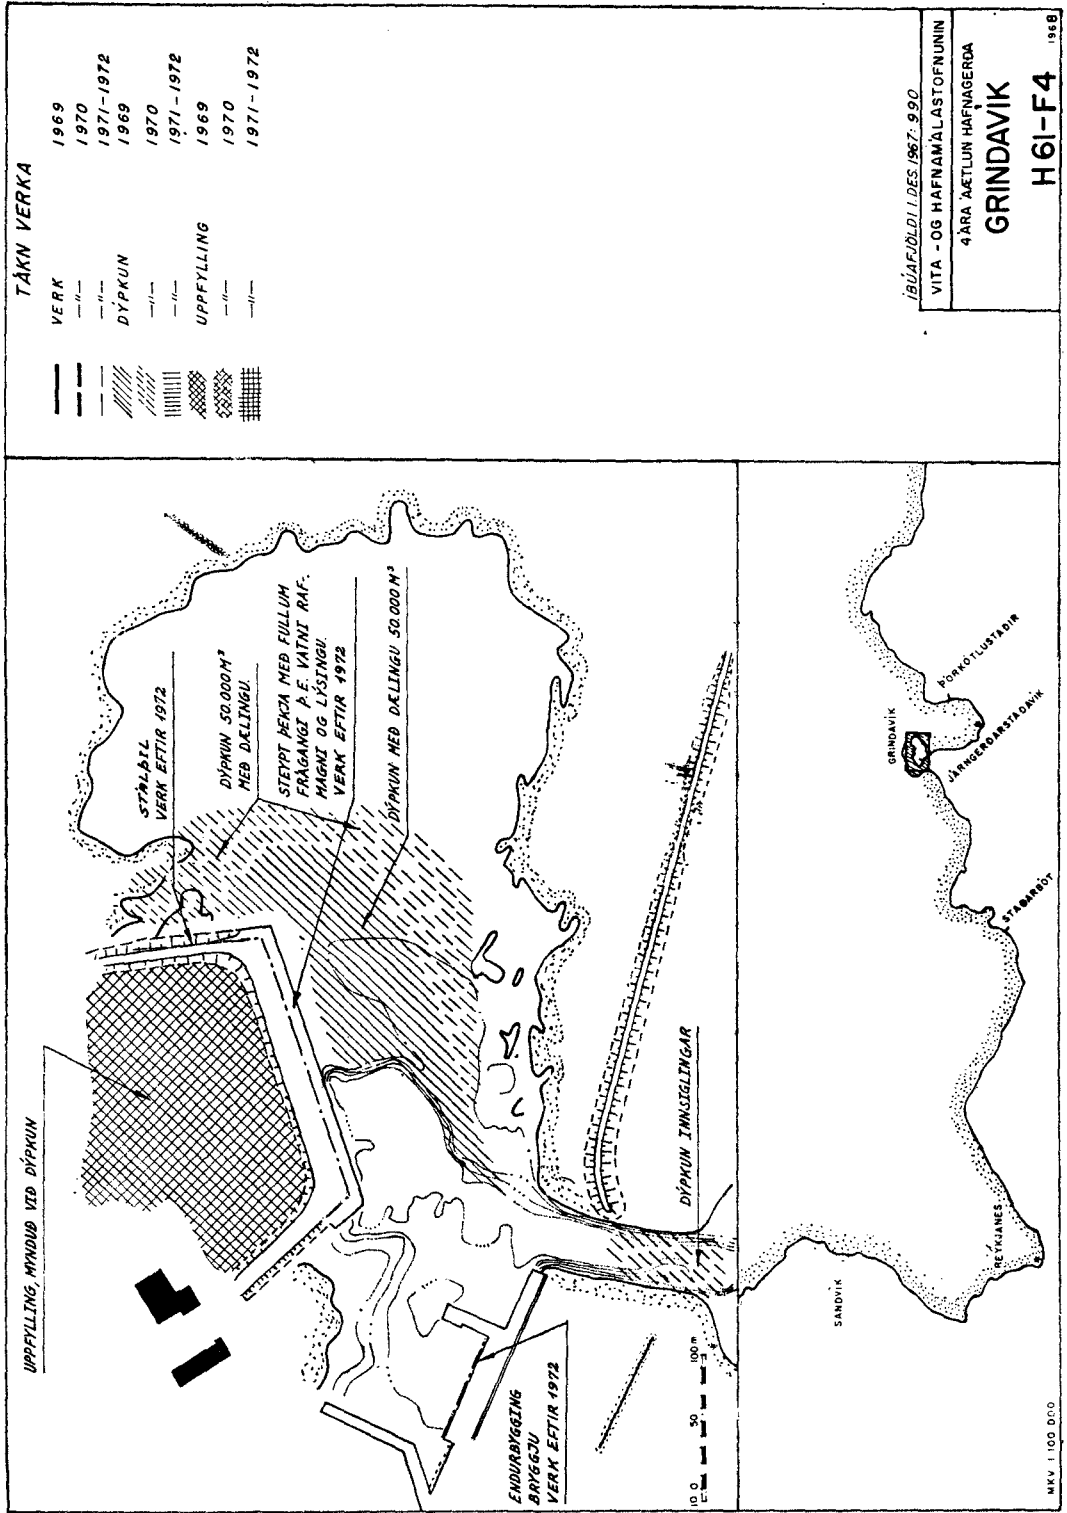 TÁKN VERKA
VERK 1969
—"— 1970
—"— 1971-1972
DÝPKUN 1969
—"— 1970
—"— 1971-1972
UPPFYLLING 1969
—"— 1970
—"— 1971-1972
ÍBÚAFJÖLDI 1. DES. 1967: 990
VITA - OG HAFNAMÁLASTOFNUNIN
4 ÁRA ÁÆTLUN HAFNAGERÐA
GRINDAVÍK
H61-F4 1968
UPPFYLLING, MYNDUÐ VIÐ DÝPKUN
STÁLÞIL
VERK EFTIR 1972
DÝPKUN 50.000 M³
MEÐ DÆLINGU.
STEYPT ÞEKJA MEÐ FULLUM
FRÁGANGI Þ.E. VATNI RAF-
MAGNI OG LÝSINGU.
VERK EFTIR 1972
DÝPKUN MEÐ DÆLINGU 50.000 M³
ENDURBYGGING
BRYGGJU
VERK EFTIR 1972
DÝPKUN INNSIGLINGAR
10 0 50 100 m
SANDVÍK
REYKJANES
STAÐARBÓT
GRINDAVÍK
JÁRNGERÐARSTAÐAVÍK
ÞORKÖTLUSTAÐIR
MKV 1:100 000